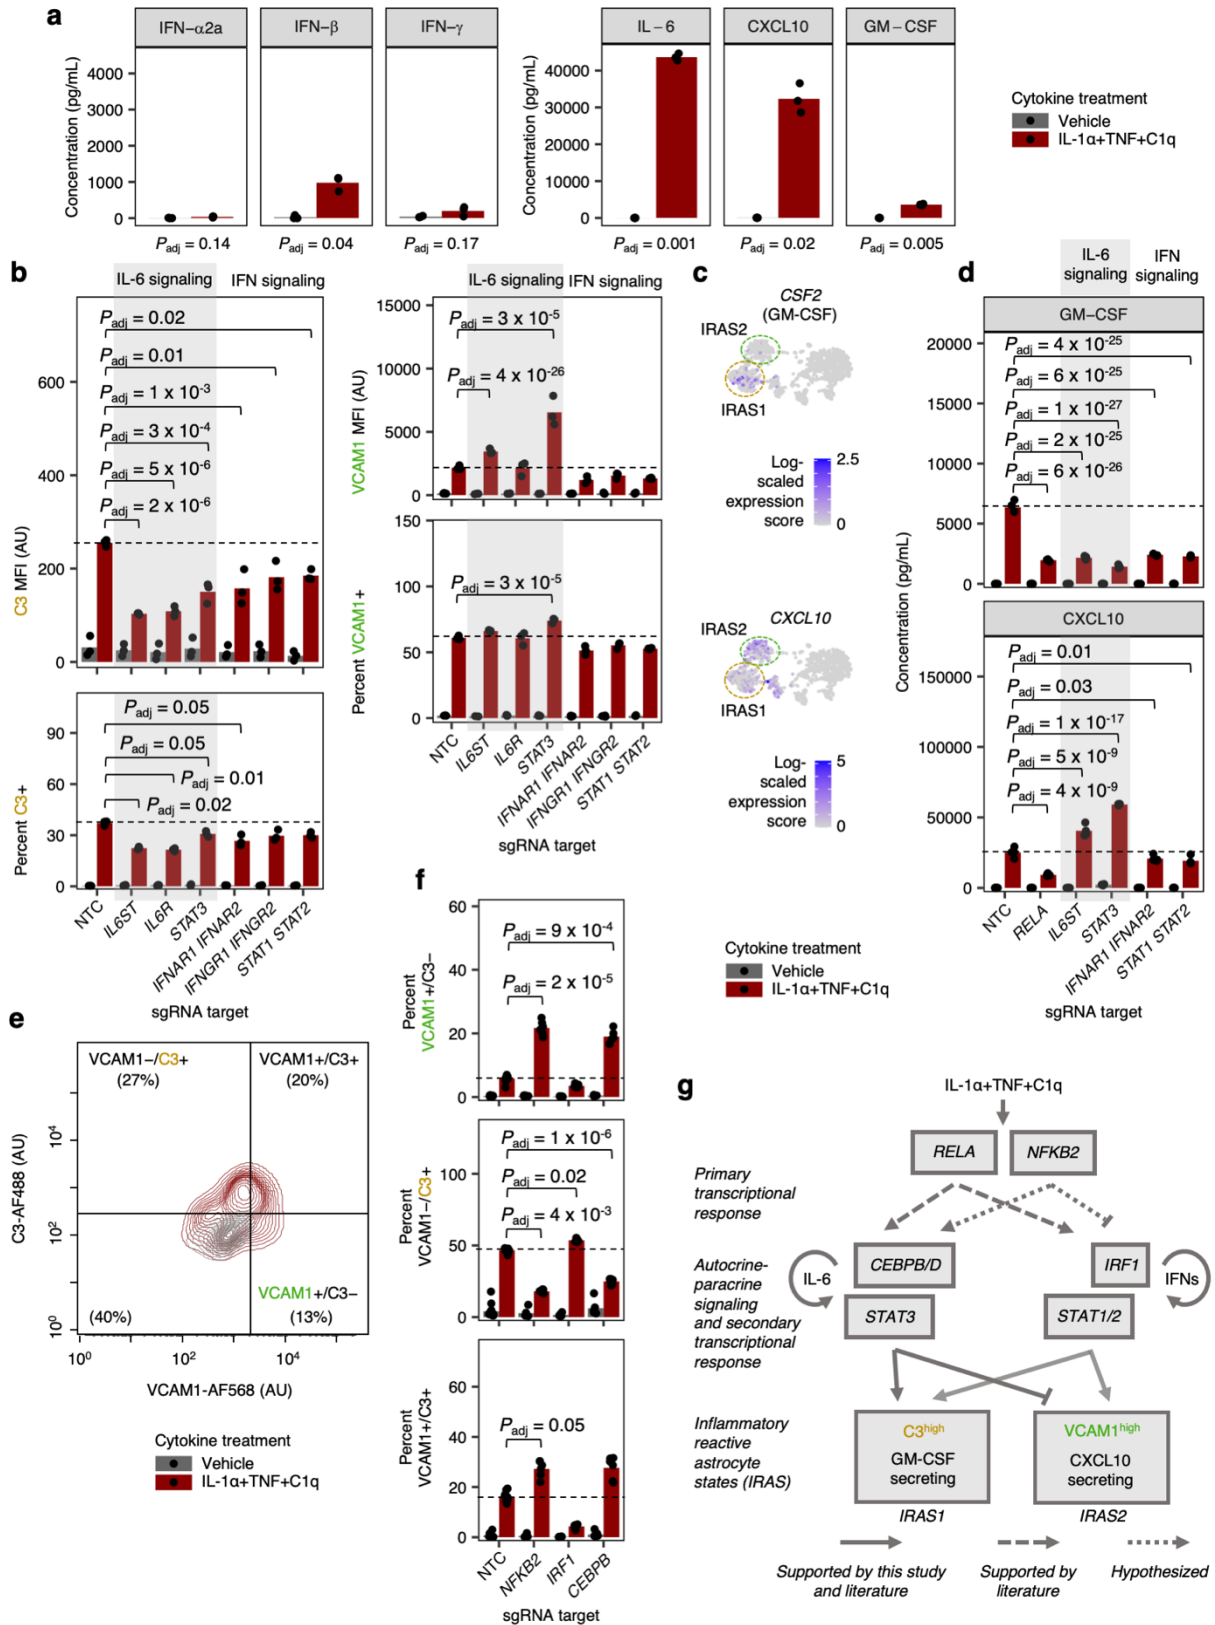 a
IFN−α2a
IFN−β
IFN−γ
Concentration (pg/mL)
4000
3000
2000
1000
0
Padj = 0.14
Padj = 0.04
Padj = 0.17
IL−6
CXCL10
GM−CSF
Concentration (pg/mL)
40000
30000
20000
10000
0
Padj = 0.001
Padj = 0.02
Padj = 0.005
Cytokine treatment
Vehicle
IL-1α+TNF+C1q
b
IL-6 signaling
IFN signaling
Padj = 0.02
Padj = 0.01
Padj = 1 x 10-3
Padj = 3 x 10-4
Padj = 5 x 10-6
Padj = 2 x 10-6
C3 MFI (AU)
600
400
200
0
Padj = 0.05
Padj = 0.05
Padj = 0.01
Padj = 0.02
Percent C3+
90
60
30
0
NTC
IL6ST
IL6R
STAT3
IFNAR1 IFNAR2
IFNGR1 IFNGR2
STAT1 STAT2
sgRNA target
IL-6 signaling
IFN signaling
Padj = 3 x 10-5
Padj = 4 x 10-26
VCAM1 MFI (AU)
15000
10000
5000
0
Padj = 3 x 10-5
Percent VCAM1+
150
100
50
0
NTC
IL6ST
IL6R
STAT3
IFNAR1 IFNAR2
IFNGR1 IFNGR2
STAT1 STAT2
sgRNA target
c
CSF2
(GM-CSF)
IRAS2
IRAS1
Log-
scaled
expression
score
2.5
0
CXCL10
IRAS2
IRAS1
Log-
scaled
expression
score
5
0
d
IL-6
signaling
IFN
signaling
GM−CSF
Padj = 4 x 10-25
Padj = 6 x 10-25
Padj = 1 x 10-27
Padj = 2 x 10-25
Padj = 6 x 10-26
20000
15000
10000
5000
0
Concentration (pg/mL)
CXCL10
Padj = 0.01
Padj = 0.03
Padj = 1 x 10-17
Padj = 5 x 10-9
Padj = 4 x 10-9
150000
100000
50000
0
NTC
RELA
IL6ST
STAT3
IFNAR1 IFNAR2
STAT1 STAT2
sgRNA target
Cytokine treatment
Vehicle
IL-1α+TNF+C1q
e
VCAM1−/C3+
(27%)
VCAM1+/C3+
(20%)
(40%)
VCAM1+/C3−
(13%)
C3-AF488 (AU)
104
102
100
100
102
104
VCAM1-AF568 (AU)
Cytokine treatment
Vehicle
IL-1α+TNF+C1q
f
Percent
VCAM1+/C3−
60
40
20
0
Padj = 9 x 10-4
Padj = 2 x 10-5
Percent
VCAM1−/C3+
100
50
0
Padj = 1 x 10-6
Padj = 0.02
Padj = 4 x 10-3
Percent
VCAM1+/C3+
60
40
20
0
Padj = 0.05
NTC
NFKB2
IRF1
CEBPB
sgRNA target
g
IL-1α+TNF+C1q
RELA
NFKB2
Primary
transcriptional
response
CEBPB/D
IRF1
IL-6
IFNs
STAT3
STAT1/2
Autocrine-
paracrine
signaling
and secondary
transcriptional
response
Inflammatory
reactive
astrocyte
states (IRAS)
C3high
GM-CSF
secreting
IRAS1
VCAM1high
CXCL10
secreting
IRAS2
Supported by this study
and literature
Supported by
literature
Hypothesized